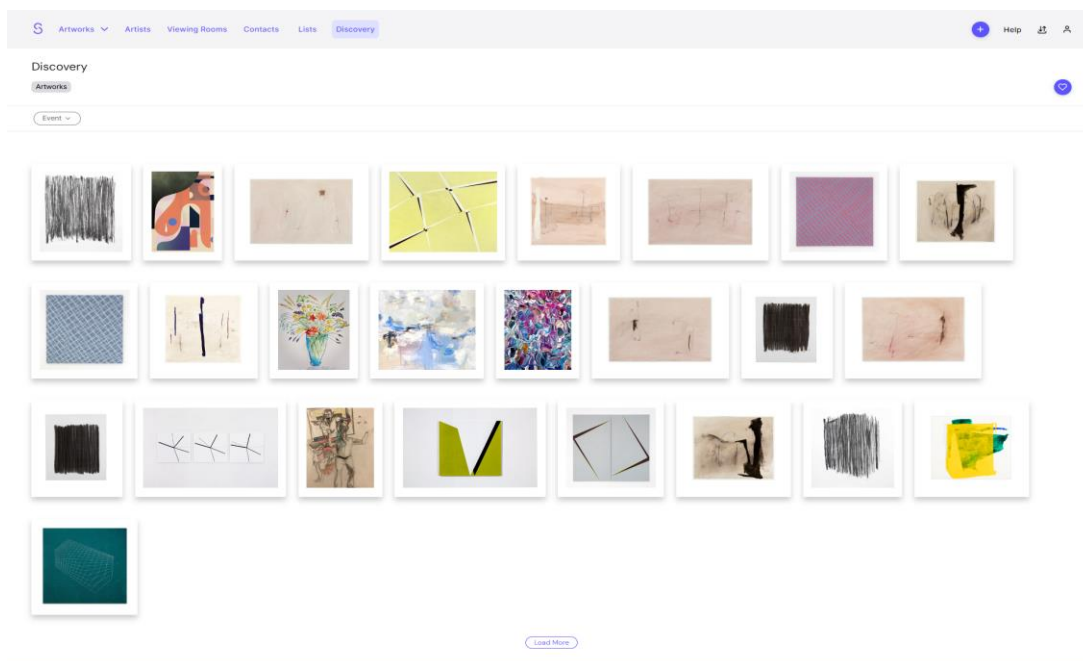 S Artworks Artists Viewing Rooms Contacts Lists Discovery + Help
Discovery
Artworks
Event
Load More